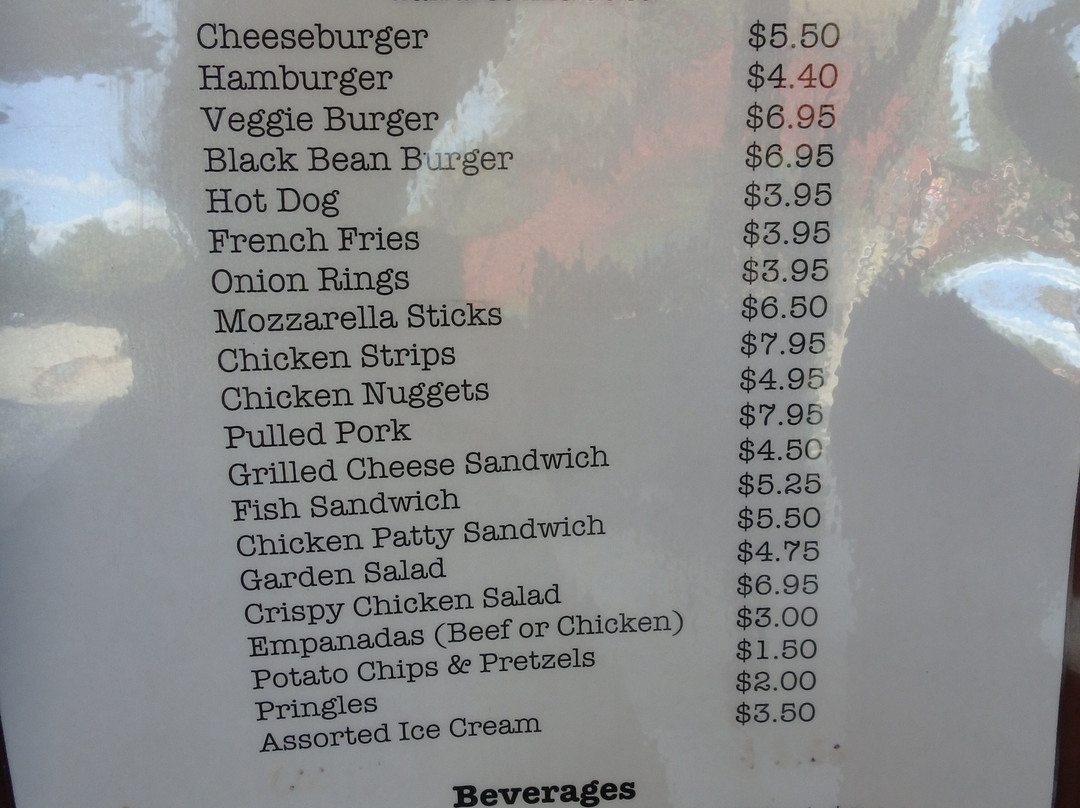 Cheeseburger $5.50
Hamburger $4.40
Veggie Burger $6.95
Black Bean Burger $6.95
Hot Dog $3.95
French Fries $3.95
Onion Rings $3.95
Mozzarella Sticks $6.50
Chicken Strips $7.95
Chicken Nuggets $4.95
Pulled Pork $7.95
Grilled Cheese Sandwich $4.50
Fish Sandwich $5.25
Chicken Patty Sandwich $5.50
Garden Salad $4.75
Crispy Chicken Salad $6.95
Empanadas (Beef or Chicken) $3.00
Potato Chips & Pretzels $1.50
Pringles $2.00
Assorted Ice Cream $3.50
Beverages